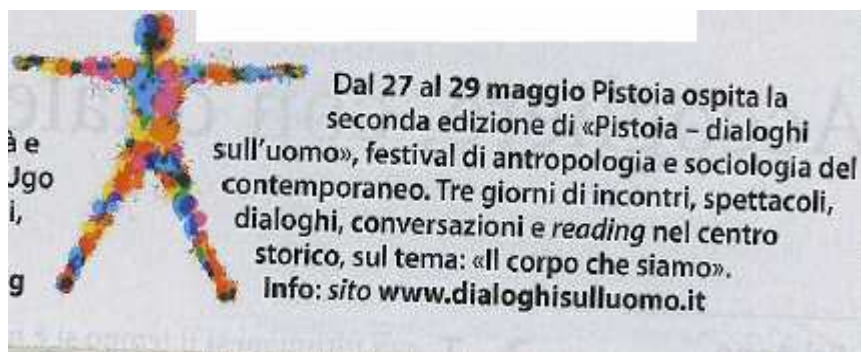 Dal 27 al 29 maggio Pistoia ospita la
seconda edizione di «Pistoia – dialoghi
sull'uomo», festival di antropologia e sociologia del
contemporaneo. Tre giorni di incontri, spettacoli,
dialoghi, conversazioni e reading nel centro
storico, sul tema: «Il corpo che siamo».
Info: sito www.dialoghisulluomo.it
à e
Ugo
i,
g